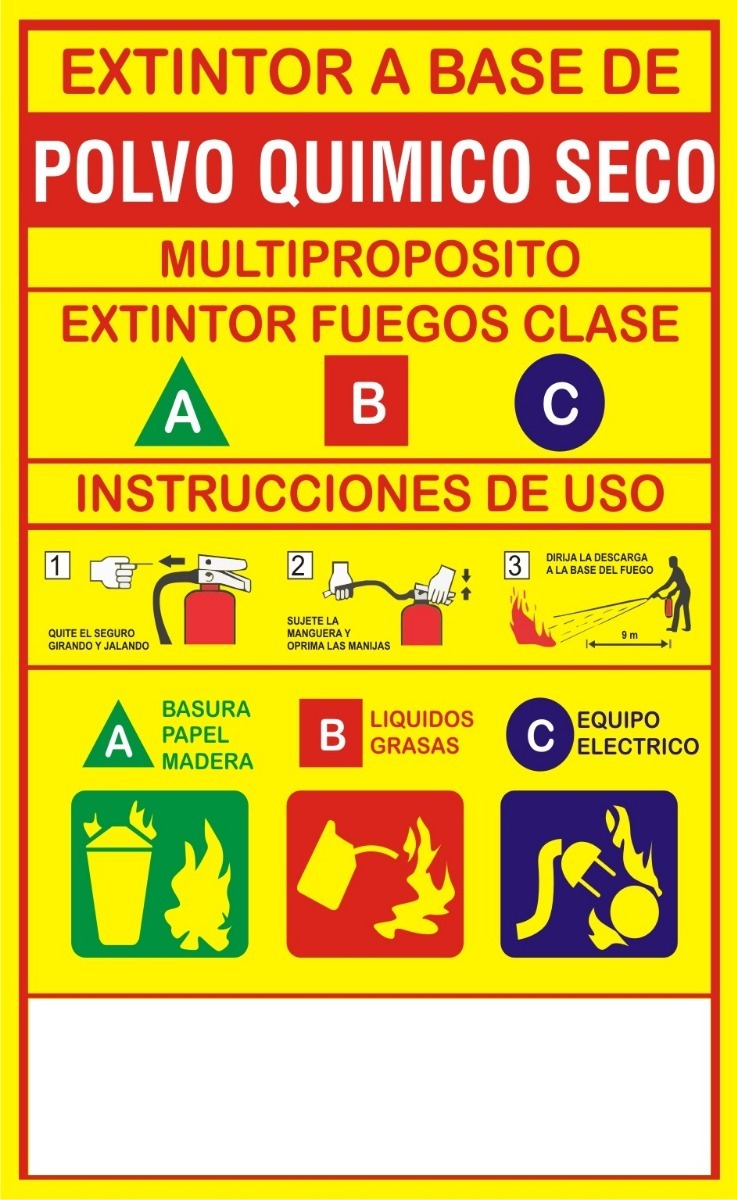 EXTINTOR A BASE DE
POLVO QUIMICO SECO
MULTIPROPOSITO
EXTINTOR FUEGOS CLASE
A B C
INSTRUCCIONES DE USO
1
QUITE EL SEGURO
GIRANDO Y JALANDO
2
SUJETE LA
MANGUERA Y
OPRIMA LAS MANIJAS
3
DIRIJA LA DESCARGA
A LA BASE DEL FUEGO
9 m
A
BASURA
PAPEL
MADERA
B
LIQUIDOS
GRASAS
C
EQUIPO
ELECTRICO